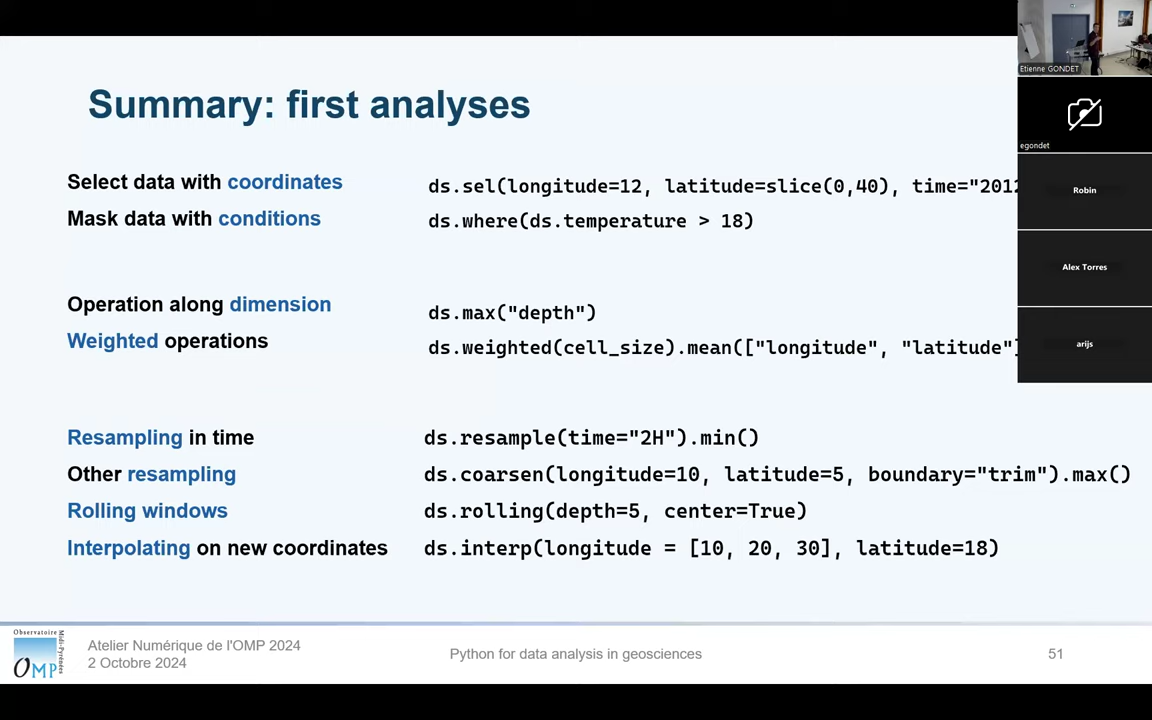 Summary: first analyses
Select data with coordinates ds.sel(longitude=12, latitude=slice(0,40), time="2012
Mask data with conditions ds.where(ds.temperature > 18)
Operation along dimension ds.max("depth")
Weighted operations ds.weighted(cell_size).mean(["longitude", "latitude"]
Resampling in time ds.resample(time="2H").min()
Other resampling ds.coarsen(longitude=10, latitude=5, boundary="trim").max()
Rolling windows ds.rolling(depth=5, center=True)
Interpolating on new coordinates ds.interp(longitude = [10, 20, 30], latitude=18)
Observatoire Midi-Pyrénées
OMP
Atelier Numérique de l'OMP 2024
2 Octobre 2024
Python for data analysis in geosciences
51
Etienne GONDET
egondet
Robin
Alex Torres
arijs